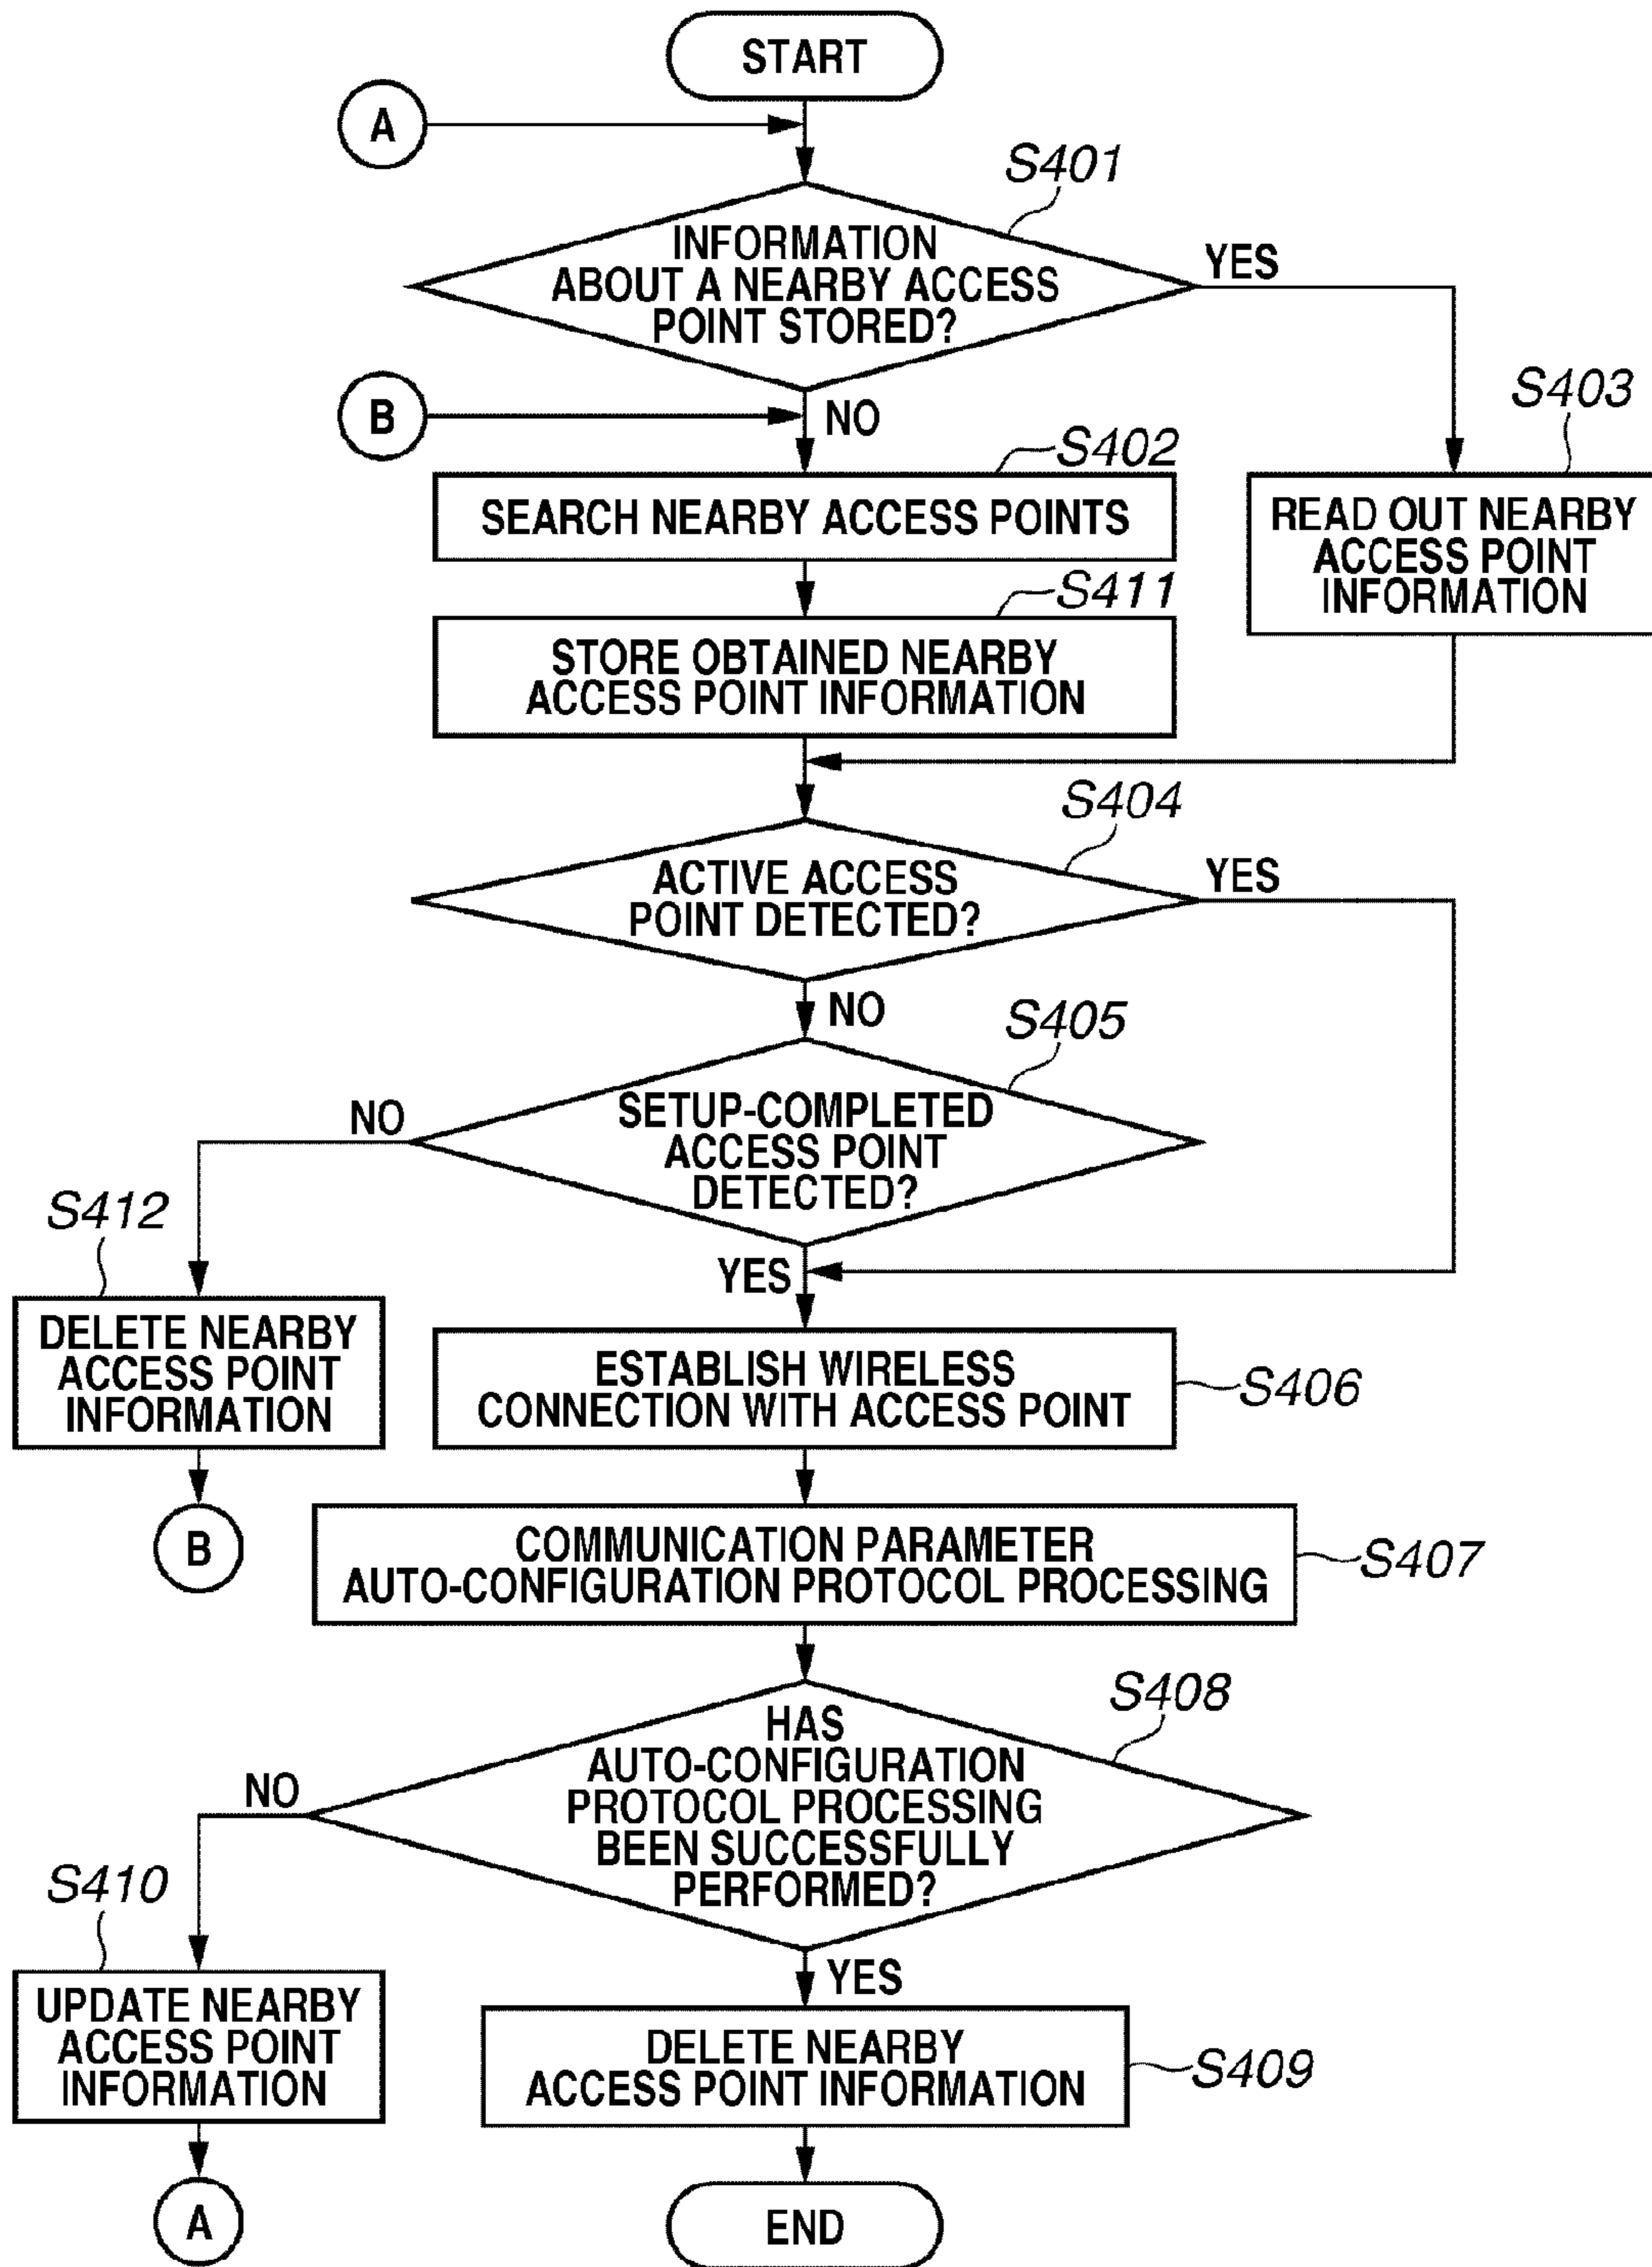 START
A
S401
INFORMATION
ABOUT A NEARBY ACCESS
POINT STORED?
YES
B
NO
S403
S402
SEARCH NEARBY ACCESS POINTS
READ OUT NEARBY
ACCESS POINT
INFORMATION
S411
STORE OBTAINED NEARBY
ACCESS POINT INFORMATION
S404
ACTIVE ACCESS
POINT DETECTED?
YES
NO
S405
SETUP-COMPLETED
ACCESS POINT
DETECTED?
NO
S412
YES
DELETE NEARBY
ACCESS POINT
INFORMATION
ESTABLISH WIRELESS
CONNECTION WITH ACCESS POINT
S406
B
COMMUNICATION PARAMETER
AUTO-CONFIGURATION PROTOCOL PROCESSING
S407
S408
HAS
AUTO-CONFIGURATION
PROTOCOL PROCESSING
BEEN SUCCESSFULLY
PERFORMED?
NO
S410
YES
UPDATE NEARBY
ACCESS POINT
INFORMATION
DELETE NEARBY
ACCESS POINT INFORMATION
S409
A
END